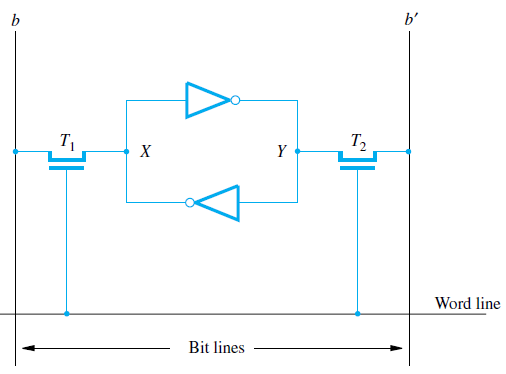 b
b′
T1
X
Y
T2
Word line
Bit lines